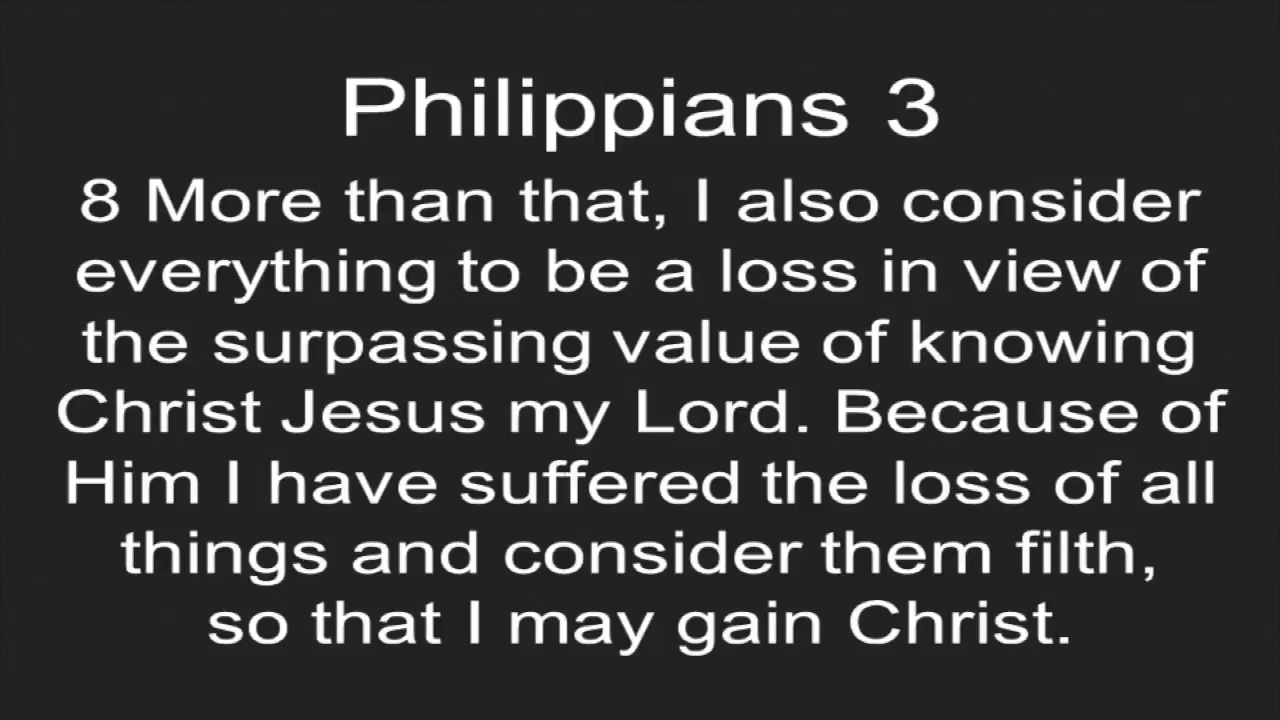 Philippians 3
8 More than that, I also consider
everything to be a loss in view of
the surpassing value of knowing
Christ Jesus my Lord. Because of
Him I have suffered the loss of all
things and consider them filth,
so that I may gain Christ.